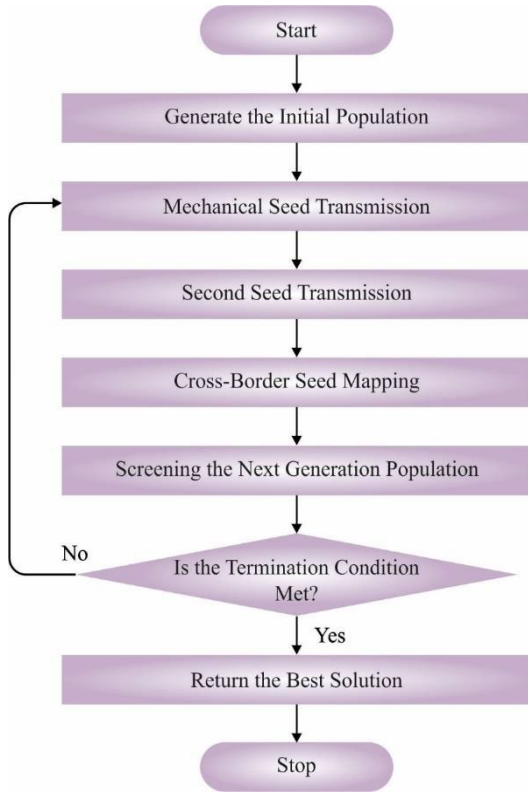 Start
Generate the Initial Population
Mechanical Seed Transmission
Second Seed Transmission
Cross-Border Seed Mapping
Screening the Next Generation Population
No
Is the Termination Condition
Met?
Yes
Return the Best Solution
Stop